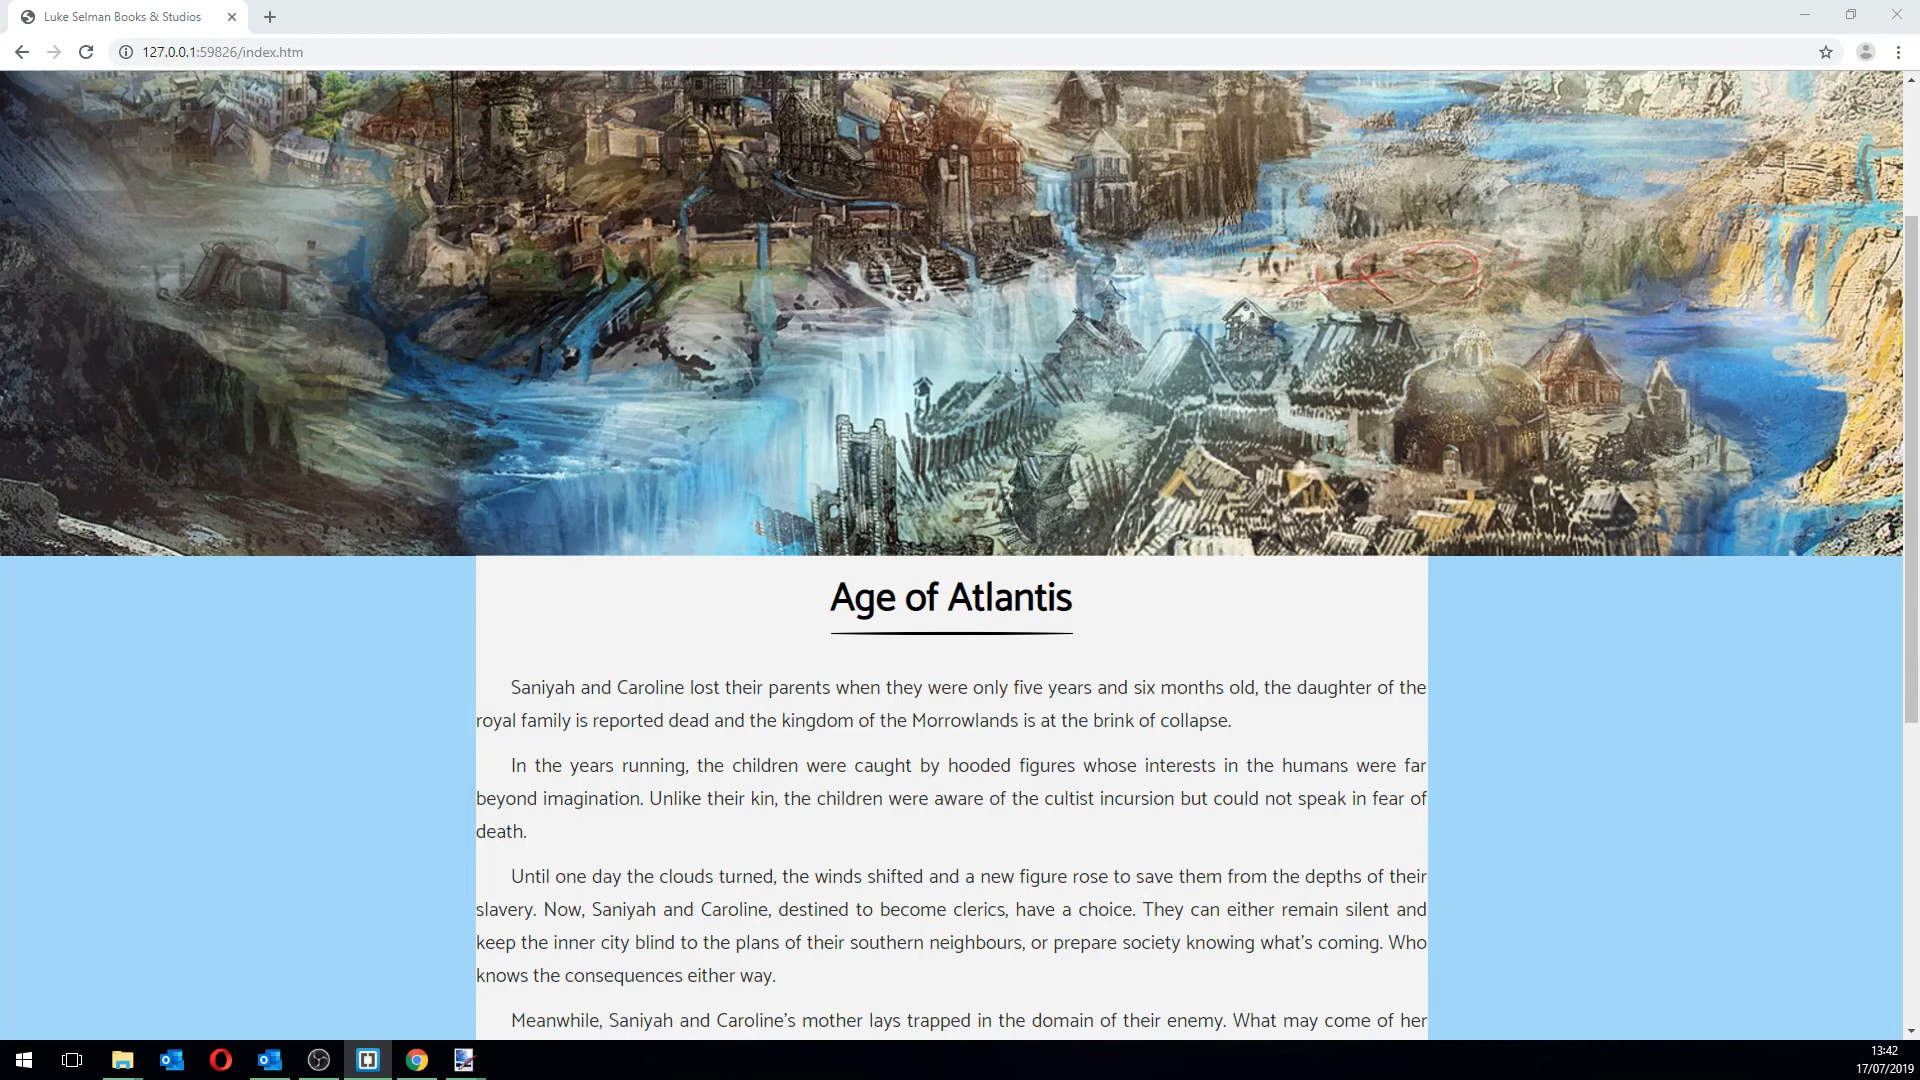 Luke Selman Books & Studios
127.0.0.1:59826/index.htm
Age of Atlantis
Saniyah and Caroline lost their parents when they were only five years and six months old, the daughter of the
royal family is reported dead and the kingdom of the Morrowlands is at the brink of collapse.
In the years running, the children were caught by hooded figures whose interests in the humans were far
beyond imagination. Unlike their kin, the children were aware of the cultist incursion but could not speak in fear of
death.
Until one day the clouds turned, the winds shifted and a new figure rose to save them from the depths of their
slavery. Now, Saniyah and Caroline, destined to become clerics, have a choice. They can either remain silent and
keep the inner city blind to the plans of their southern neighbours, or prepare society knowing what’s coming. Who
knows the consequences either way.
Meanwhile, Saniyah and Caroline’s mother lays trapped in the domain of their enemy. What may come of her
13:42
17/07/2019